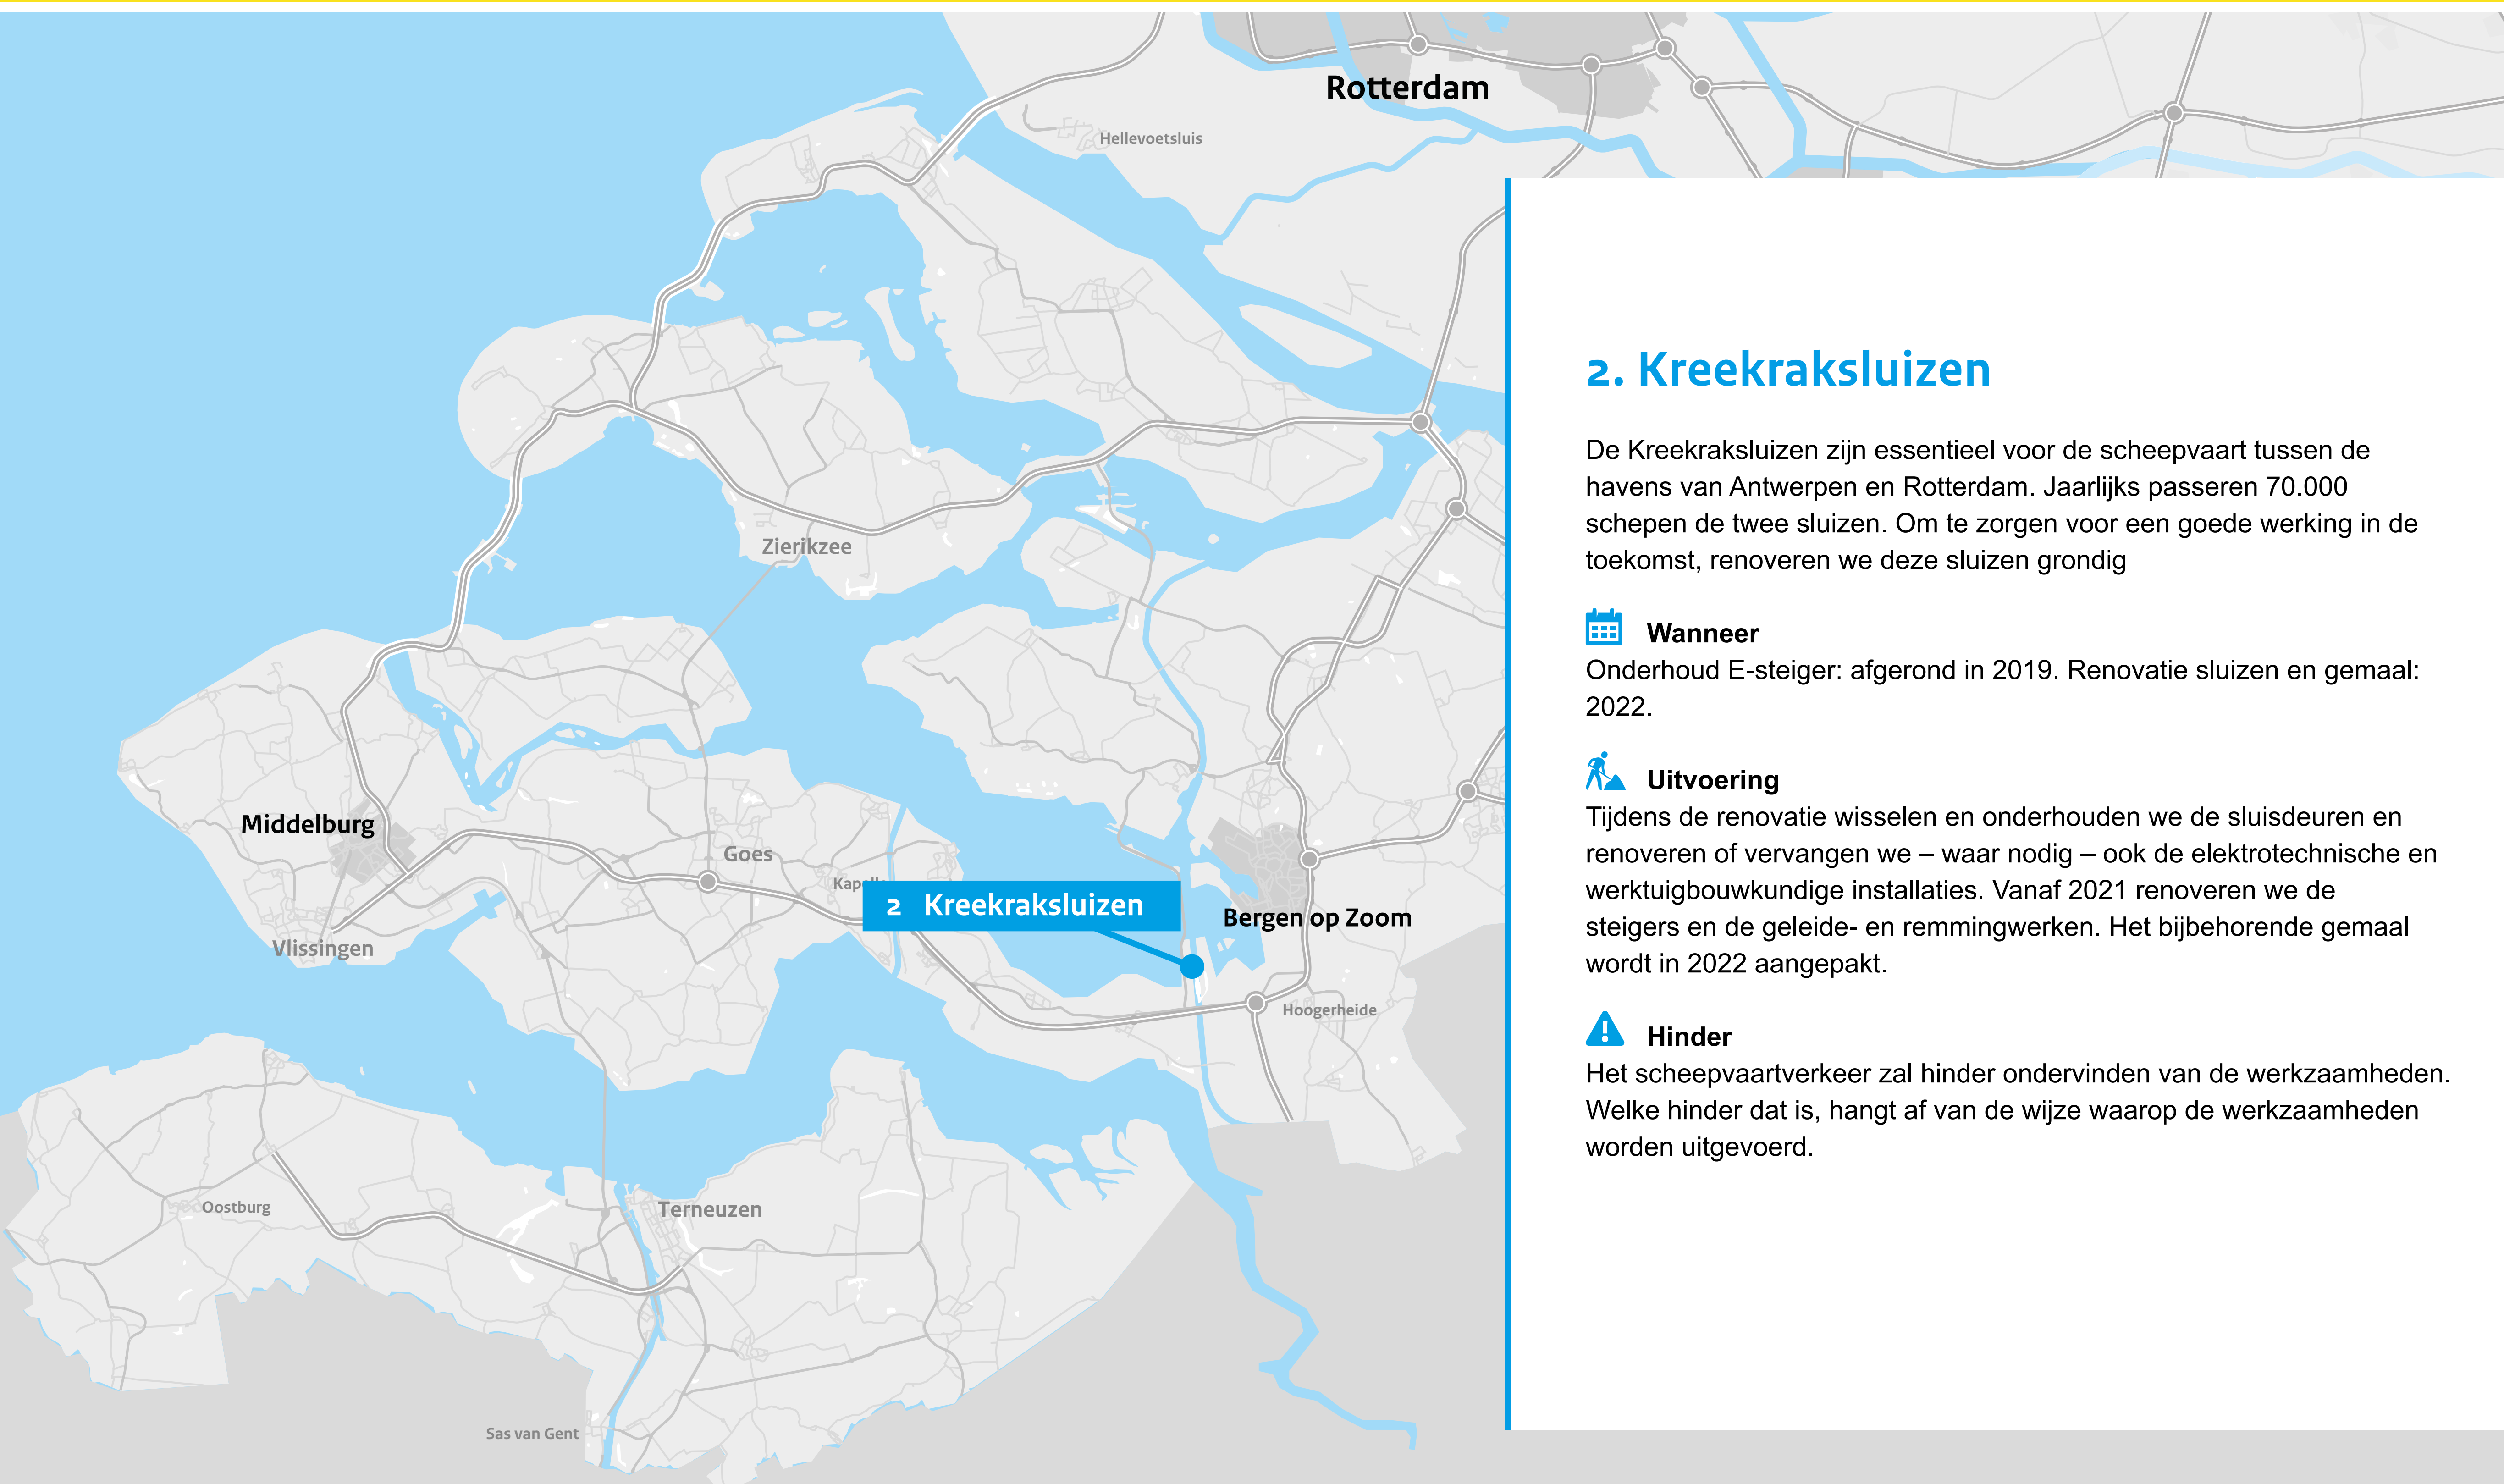 Rotterdam
Hellevoetsluis
Zierikzee
Middelburg
Goes
2 Kreekraksluizen
Bergen op Zoom
Vlissingen
Hoogerheide
Oostburg
Terneuzen
Sas van Gent
2. Kreekraksluizen
De Kreekraksluizen zijn essentieel voor de scheepvaart tussen de
havens van Antwerpen en Rotterdam. Jaarlijks passeren 70.000
schepen de twee sluizen. Om te zorgen voor een goede werking in de
toekomst, renoveren we deze sluizen grondig
Wanneer
Onderhoud E-steiger: afgerond in 2019. Renovatie sluizen en gemaal:
2022.
Uitvoering
Tijdens de renovatie wisselen en onderhouden we de sluisdeuren en
renoveren of vervangen we – waar nodig – ook de elektrotechnische en
werktuigbouwkundige installaties. Vanaf 2021 renoveren we de
steigers en de geleide- en remmingwerken. Het bijbehorende gemaal
wordt in 2022 aangepakt.
Hinder
Het scheepvaartverkeer zal hinder ondervinden van de werkzaamheden.
Welke hinder dat is, hangt af van de wijze waarop de werkzaamheden
worden uitgevoerd.